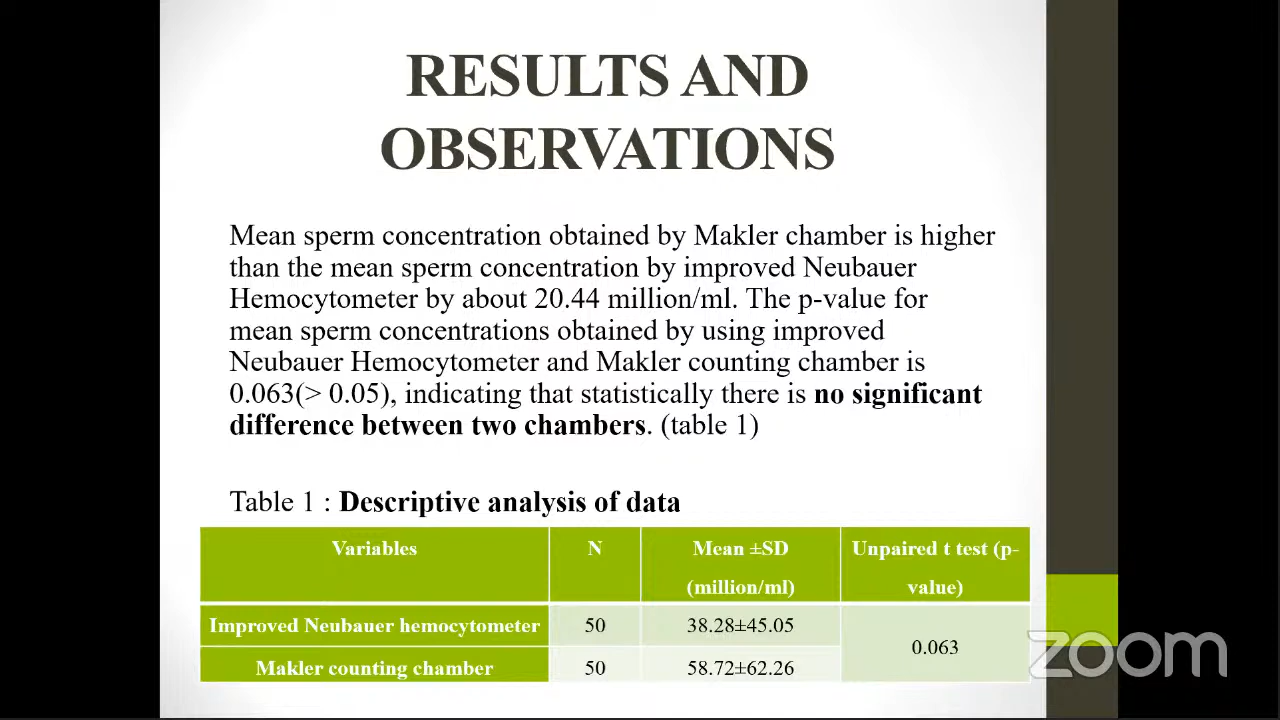 RESULTS AND
OBSERVATIONS
Mean sperm concentration obtained by Makler chamber is higher
than the mean sperm concentration by improved Neubauer
Hemocytometer by about 20.44 million/ml. The p-value for
mean sperm concentrations obtained by using improved
Neubauer Hemocytometer and Makler counting chamber is
0.063(> 0.05), indicating that statistically there is no significant
difference between two chambers. (table 1)
Table 1 : Descriptive analysis of data
Variables N Mean ±SD Unpaired t test (p-
(million/ml) value)
Improved Neubauer hemocytometer 50 38.28±45.05
0.063
Makler counting chamber 50 58.72±62.26
zoom